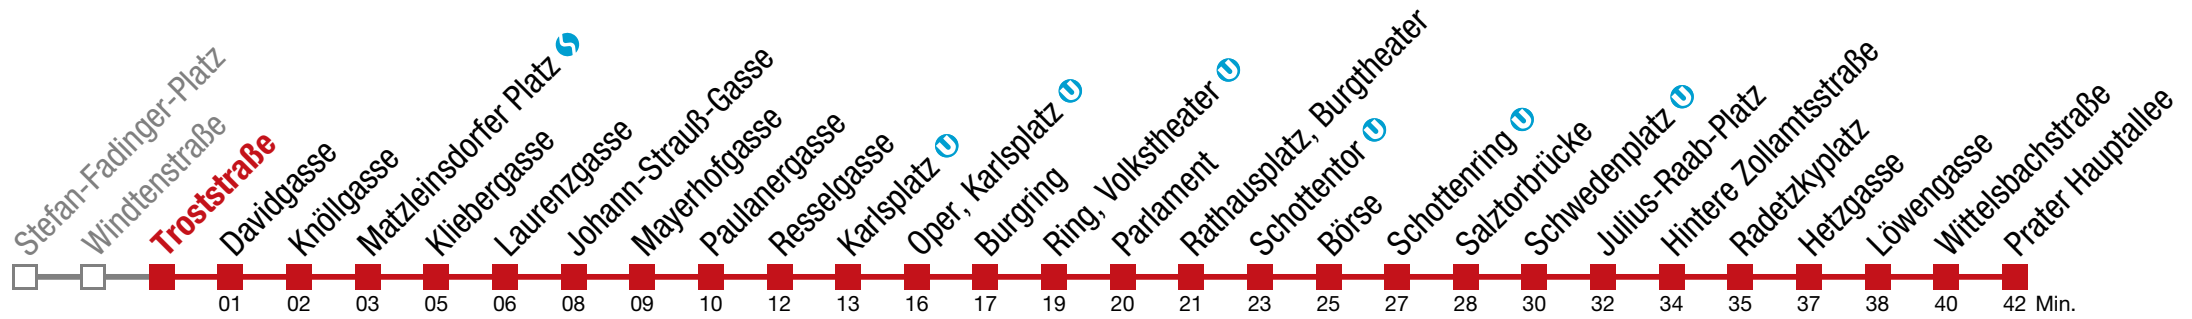 Stefan-Fadinger-Platz
Windtenstraße
Troststraße
Davidgasse
Knöllgasse
Matzleinsdorfer Platz
Kliebergasse
Laurenzgasse
Johann-Strauß-Gasse
Mayerhofgasse
Paulanergasse
Resselgasse
Karlsplatz U
Oper, Karlsplatz U
Burgring
Ring, Volkstheater U
Parlament
Rathausplatz, Burgtheater
Schottentor U
Börse
Schottenring U
Salztorbrücke
Schwedenplatz U
Julius-Raab-Platz
Hintere Zollamtsstraße
Radetzkyplatz
Hetzgasse
Löwengasse
Wittelsbachstraße
Prater Hauptallee
01 02 03 05 06 08 09 10 12 13 16 17 19 20 21 23 25 27 28 30 32 34 35 37 38 40 42 Min.